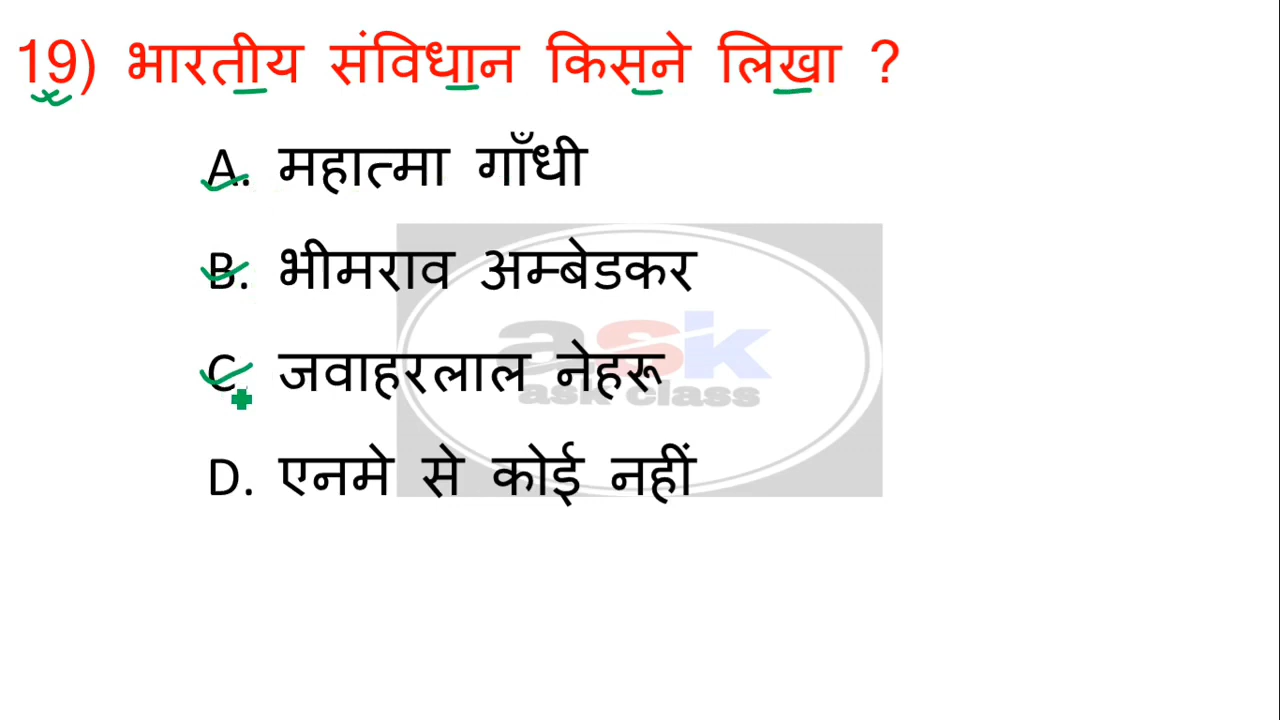 19) भारतीय संविधान किसने लिखा ?
A. महात्मा गाँधी
B. भीमराव अम्बेडकर
C. जवाहरलाल नेहरू
D. एनमे से कोई नहीं
ask
ask class